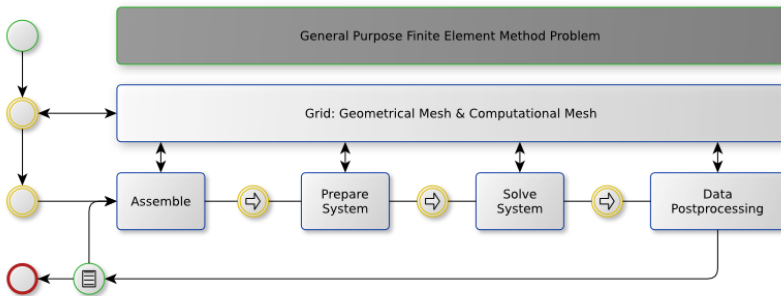 General Purpose Finite Element Method Problem
Grid: Geometrical Mesh & Computational Mesh
Assemble
Prepare
System
Solve
System
Data
Postprocessing